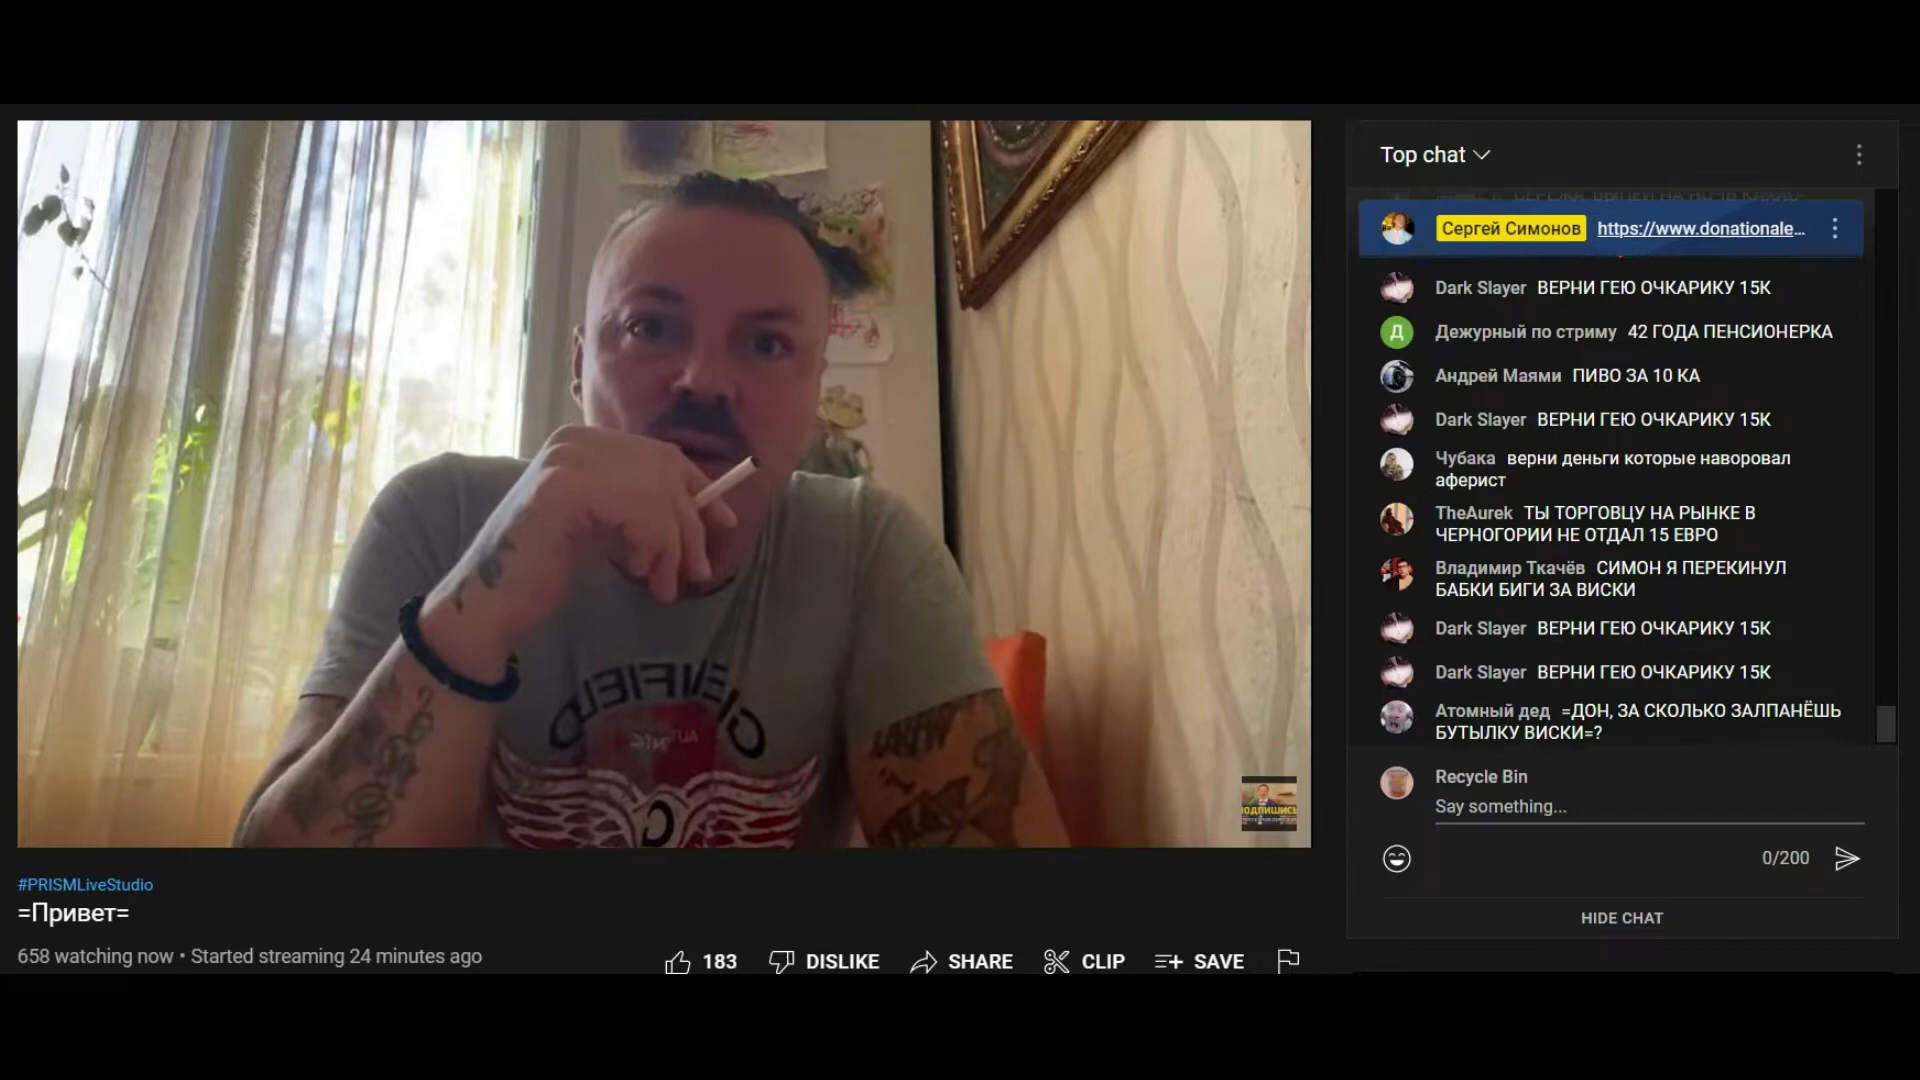 Top chat
Сергей Симонов https://www.donationale...
Dark Slayer ВЕРНИ ГЕЮ ОЧКАРИКУ 15К
Дежурный по стриму 42 ГОДА ПЕНСИОНЕРКА
Андрей Маями ПИВО ЗА 10 КА
Dark Slayer ВЕРНИ ГЕЮ ОЧКАРИКУ 15К
Чубака верни деньги которые наворовал
аферист
TheAurek ТЫ ТОРГОВЦУ НА РЫНКЕ В
ЧЕРНОГОРИИ НЕ ОТДАЛ 15 ЕВРО
Владимир Ткачёв СИМОН Я ПЕРЕКИНУЛ
БАБКИ БИГИ ЗА ВИСКИ
Dark Slayer ВЕРНИ ГЕЮ ОЧКАРИКУ 15К
Dark Slayer ВЕРНИ ГЕЮ ОЧКАРИКУ 15К
Атомный дед =ДОН, ЗА СКОЛЬКО ЗАЛПАНЁШЬ
БУТЫЛКУ ВИСКИ=?
Recycle Bin
Say something...
0/200
HIDE CHAT
#PRISMLiveStudio
=Привет=
658 watching now • Started streaming 24 minutes ago
183 DISLIKE SHARE CLIP SAVE